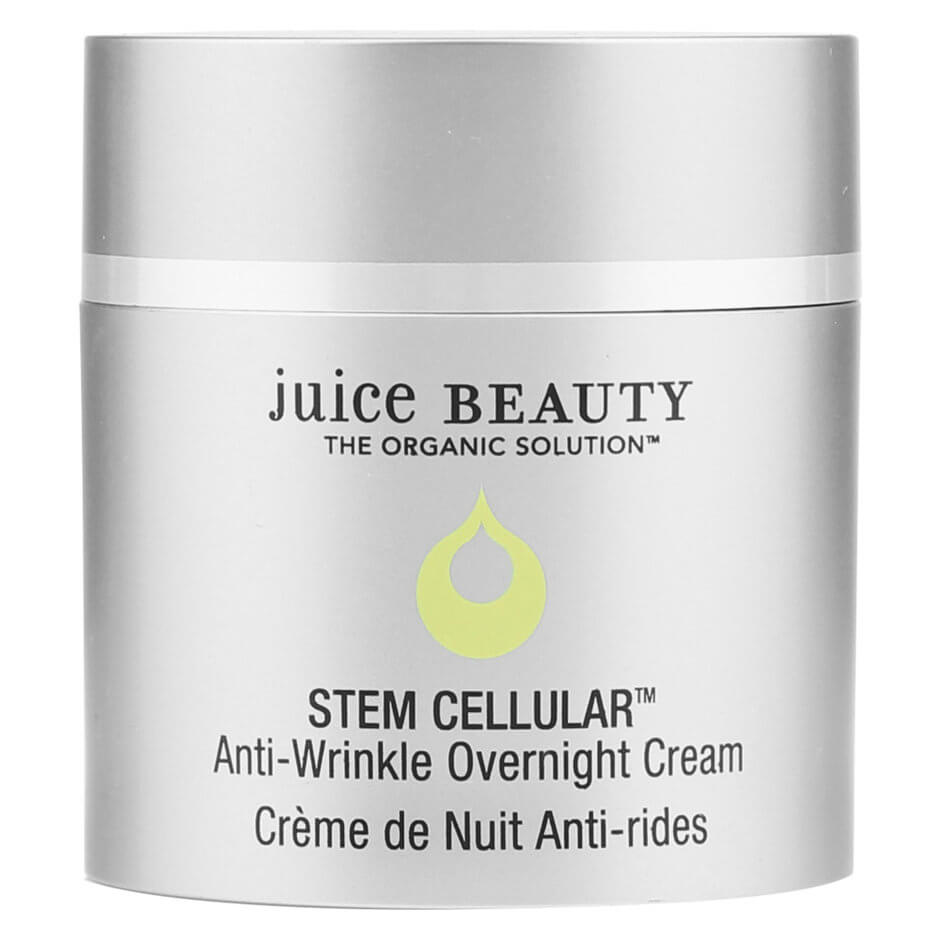 juice BEAUTY
THE ORGANIC SOLUTION™
STEM CELLULAR™
Anti-Wrinkle Overnight Cream
Crème de Nuit Anti-rides